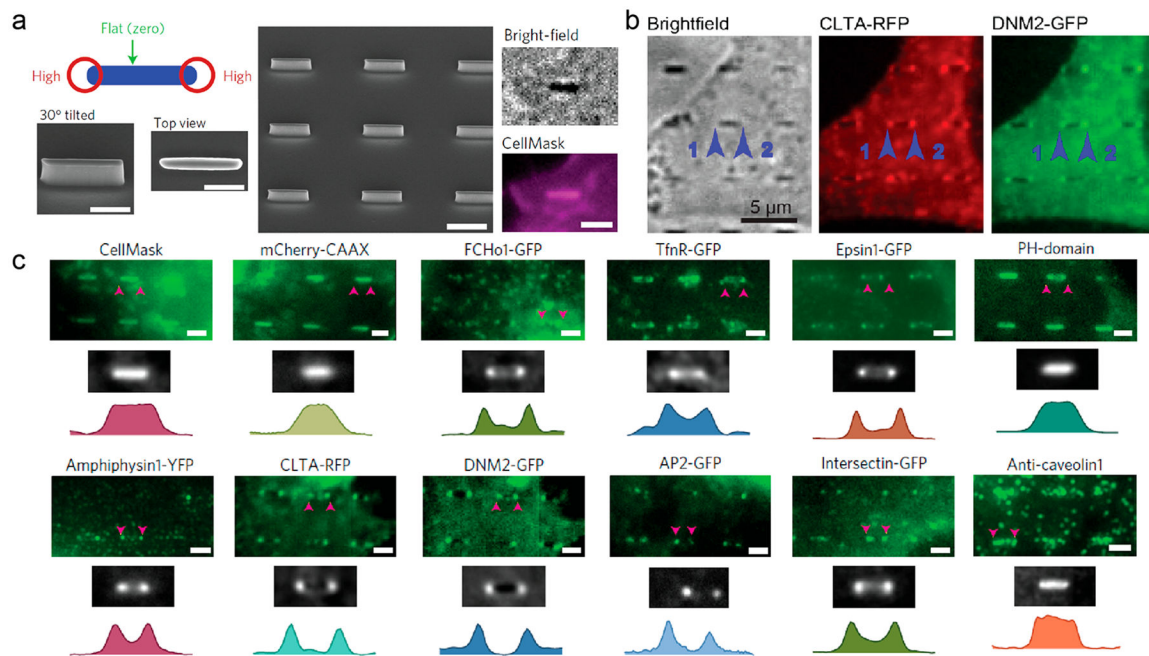 a
Flat (zero)
High
High
30° tilted
Top view
Bright-field
CellMask
b
Brightfield
CLTA-RFP
DNM2-GFP
1
2
1
2
1
2
5 μm
c
CellMask
mCherry-CAAX
FCHo1-GFP
TfnR-GFP
Epsin1-GFP
PH-domain
Amphiphysin1-YFP
CLTA-RFP
DNM2-GFP
AP2-GFP
Intersectin-GFP
Anti-caveolin1